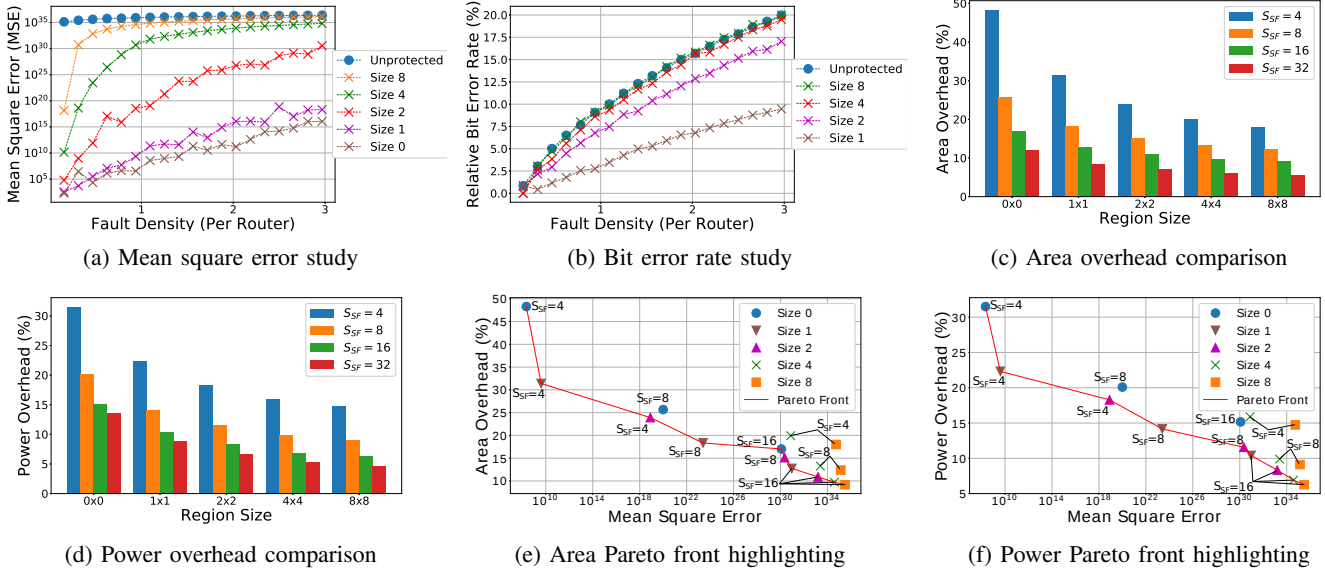 Mean Square Error (MSE)
10^35
10^30
10^25
10^20
10^15
10^10
10^5
1
2
3
Fault Density (Per Router)
Unprotected
Size 8
Size 4
Size 2
Size 1
Size 0
(a) Mean square error study
Relative Bit Error Rate (%)
20.0
17.5
15.0
12.5
10.0
7.5
5.0
2.5
0.0
1
2
3
Fault Density (Per Router)
Unprotected
Size 8
Size 4
Size 2
Size 1
(b) Bit error rate study
Area Overhead (%)
50
40
30
20
10
0
0x0
1x1
2x2
4x4
8x8
Region Size
S_SF = 4
S_SF = 8
S_SF = 16
S_SF = 32
(c) Area overhead comparison
Power Overhead (%)
30
25
20
15
10
5
0
0x0
1x1
2x2
4x4
8x8
Region Size
S_SF = 4
S_SF = 8
S_SF = 16
S_SF = 32
(d) Power overhead comparison
Area Overhead (%)
50
45
40
35
30
25
20
15
10
10^10
10^14
10^18
10^22
10^26
10^30
10^34
Mean Square Error
Size 0
Size 1
Size 2
Size 4
Size 8
Pareto Front
S_SF=4
S_SF=4
S_SF=8
S_SF=4
S_SF=8
S_SF=16
S_SF=4
S_SF=8
S_SF=8
S_SF=16
(e) Area Pareto front highlighting
Power Overhead (%)
35
30
25
20
15
10
5
10^10
10^14
10^18
10^22
10^26
10^30
10^34
Mean Square Error
Size 0
Size 1
Size 2
Size 4
Size 8
Pareto Front
S_SF=4
S_SF=4
S_SF=8
S_SF=4
S_SF=8
S_SF=16
S_SF=4
S_SF=8
S_SF=8
S_SF=16
(f) Power Pareto front highlighting